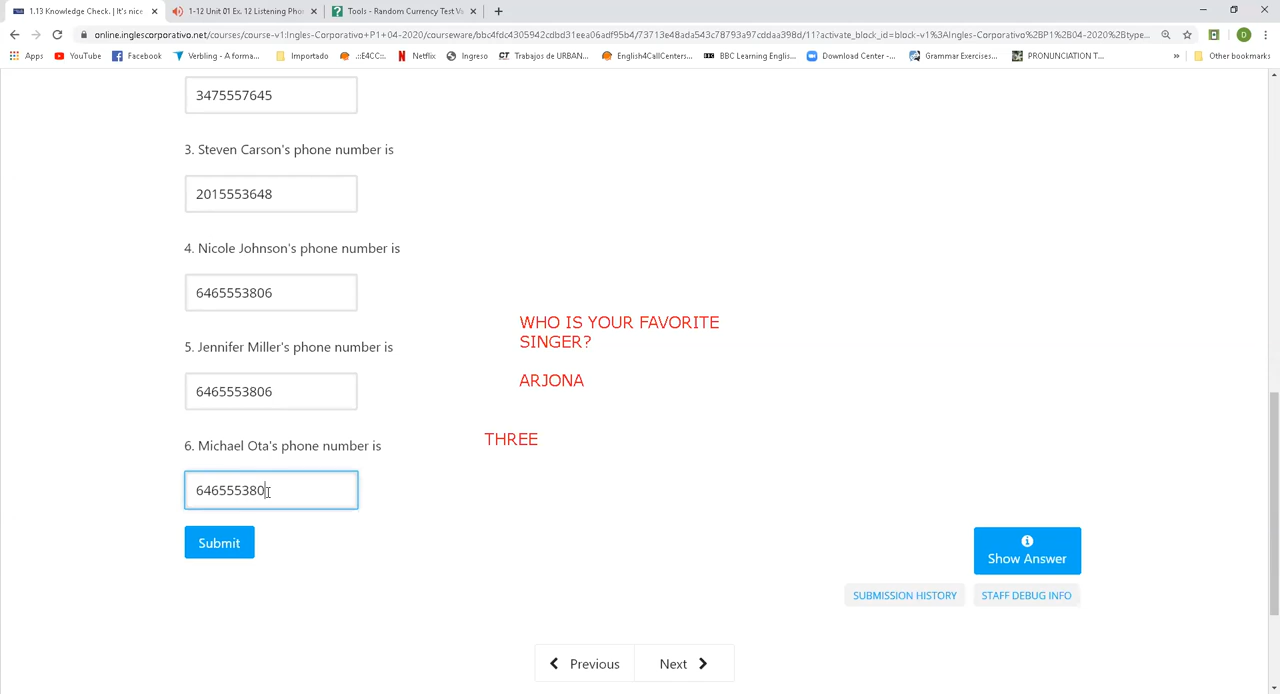 1.13 Knowledge Check. | It's nice
1-12 Unit 01 Ex. 12 Listening Pho
Tools - Random Currency Test V
online.inglescorporativo.net/courses/course-v1:Ingles-Corporativo+P1+04-2020/courseware/bbc4fdc4305942cdbd31eea06adf95b4/73713e48ada543c78793a97cddaa398d/11?activate_block_id=block-v1%3AIngles-Corporativo%2BP1%2B04-2020%2Btype...
Apps YouTube Facebook Verbling - A forma... Importado .::E4CC::. Netflix Ingreso Trabajos de URBAN... English4CallCenters... BBC Learning Engli... Download Center -... Grammar Exercises... PRONUNCIATION T... » Other bookmarks
3475557645
3. Steven Carson's phone number is
2015553648
4. Nicole Johnson's phone number is
6465553806
WHO IS YOUR FAVORITE
SINGER?
5. Jennifer Miller's phone number is
ARJONA
6465553806
THREE
6. Michael Ota's phone number is
646555380
Submit
Show Answer
SUBMISSION HISTORY
STAFF DEBUG INFO
Previous
Next